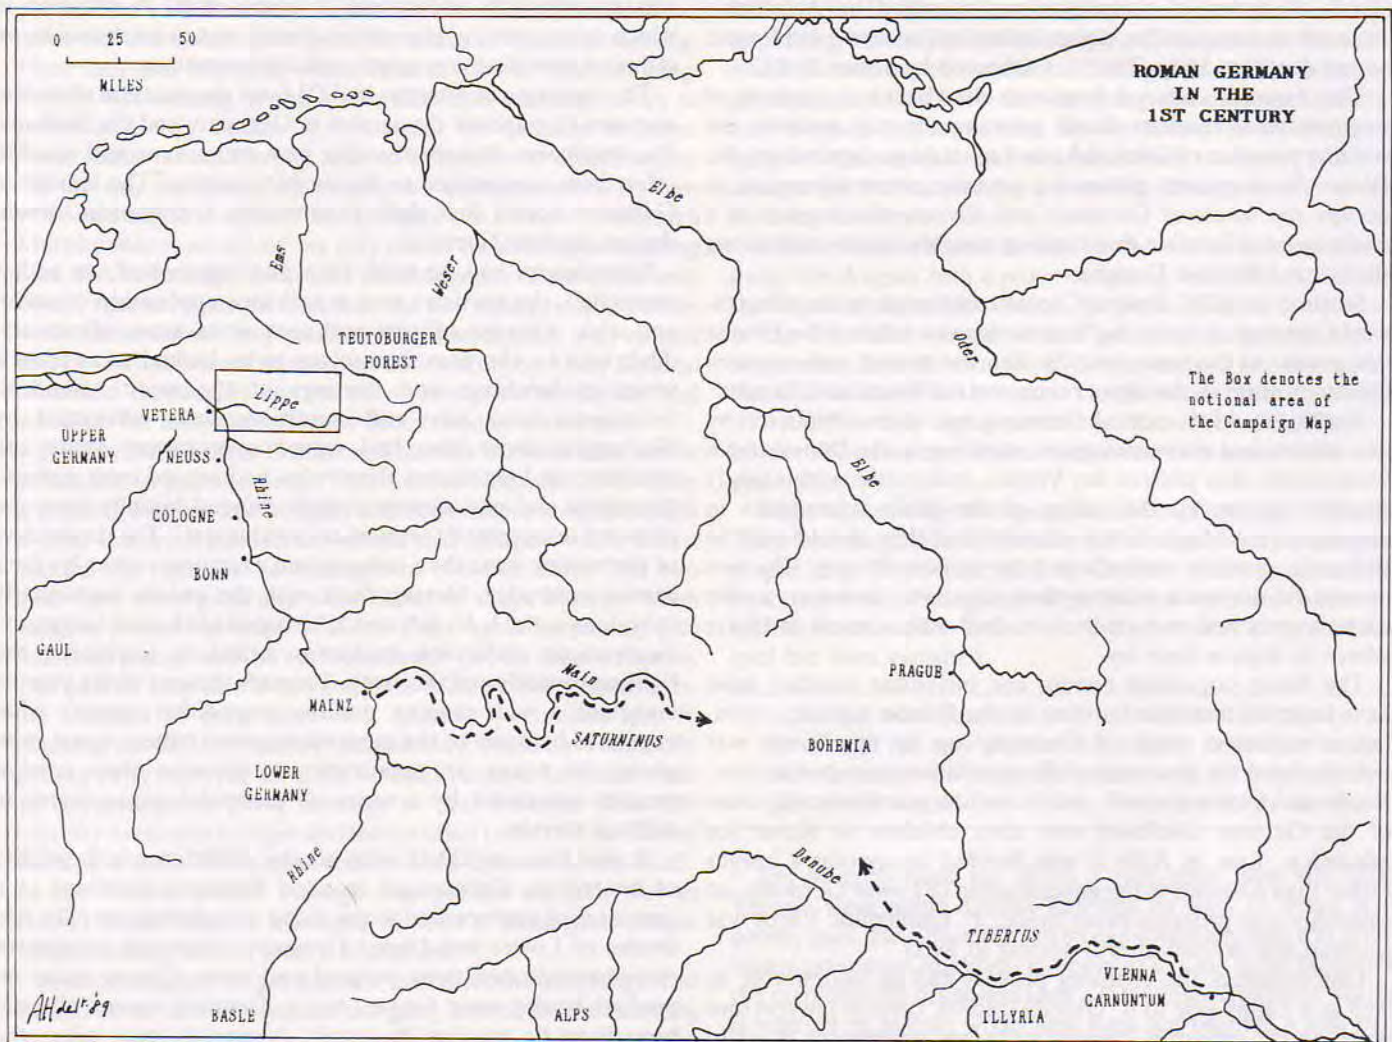 0 25 50
MILES
ROMAN GERMANY
IN THE
1ST CENTURY
Elbe
Ems
Weser
TEUTOBURGER
FOREST
Oder
The Box denotes the
notional area of
the Campaign Map
Lippe
VETERA
UPPER
GERMANY
NEUSS
Rhine
COLOGNE
BONN
Elbe
GAUL
MAINZ
Main
SATURNINUS
PRAGUE
BOHEMIA
LOWER
GERMANY
Rhine
Danube
TIBERIUS
VIENNA
CARNUNTUM
AH delt. '89
BASLE
ALPS
ILLYRIA